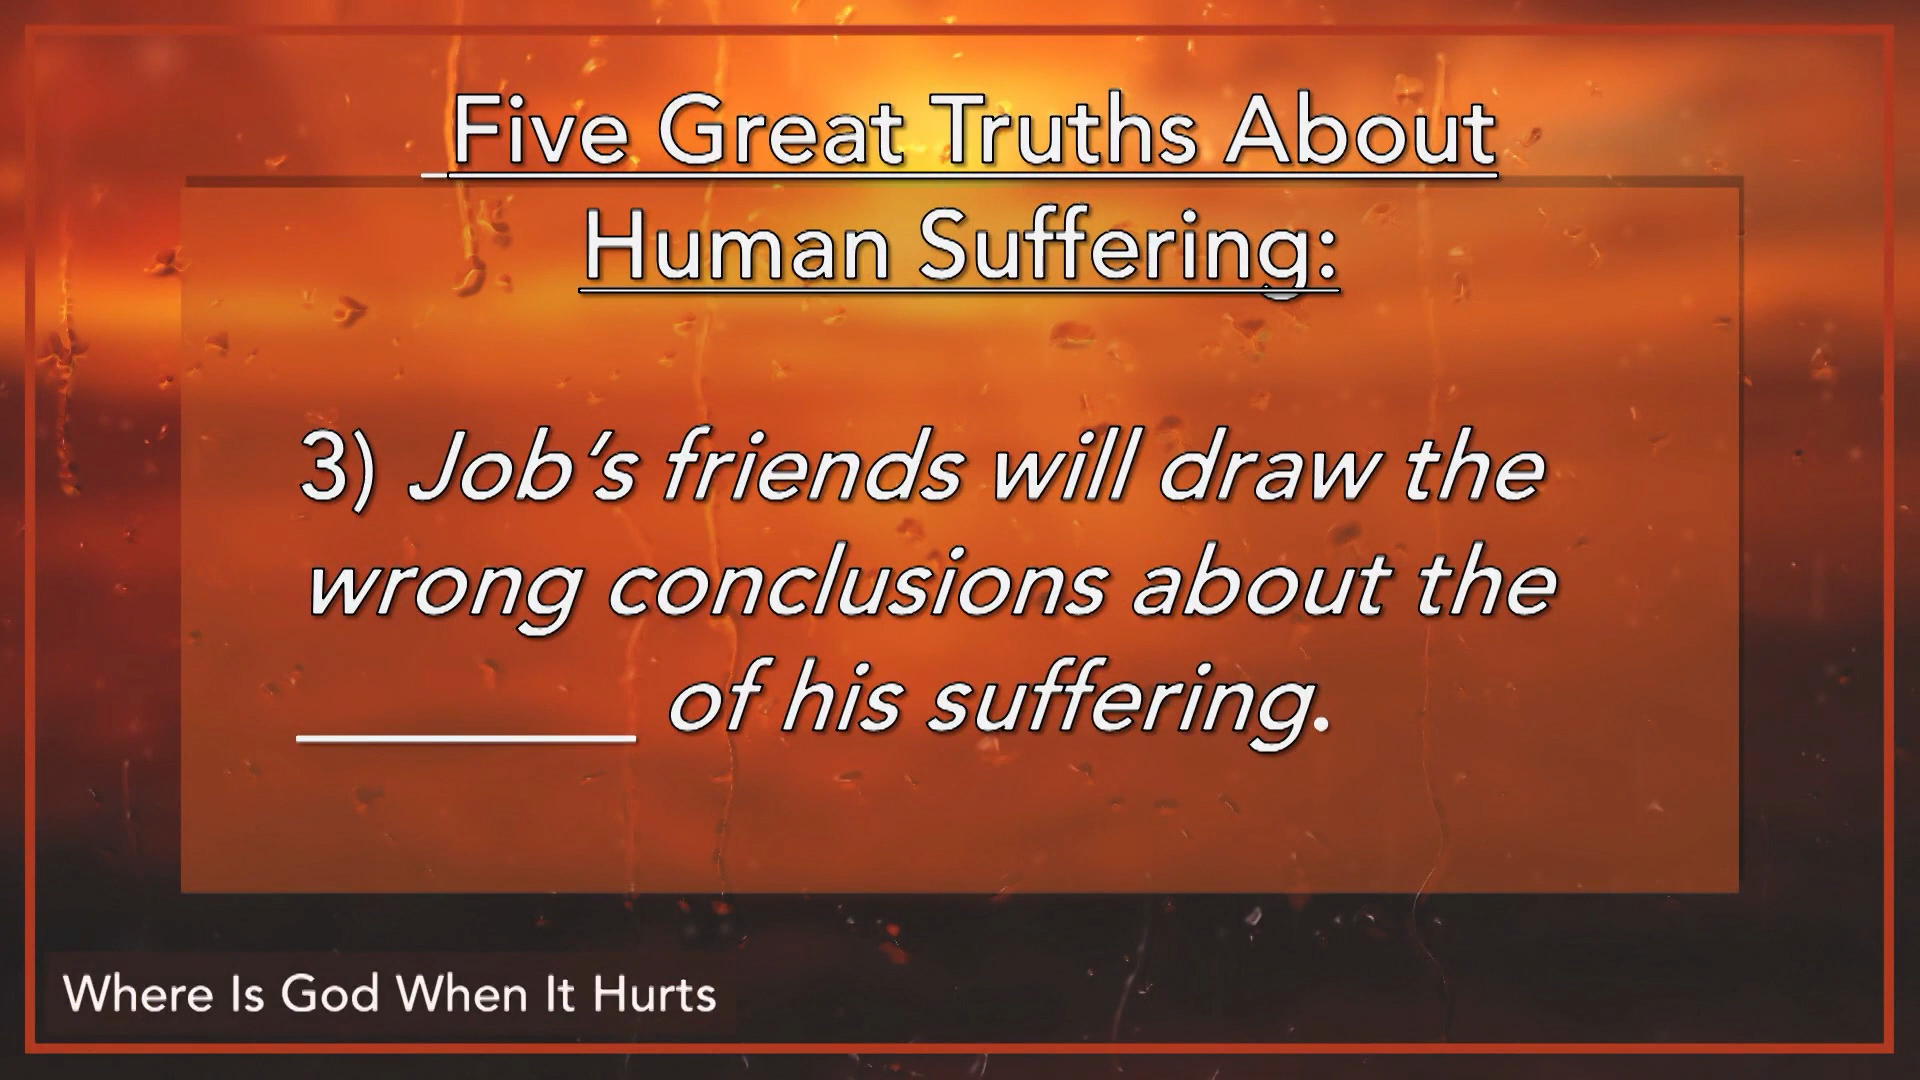 Five Great Truths About
Human Suffering:
3) Job's friends will draw the
wrong conclusions about the
________ of his suffering.
Where Is God When It Hurts